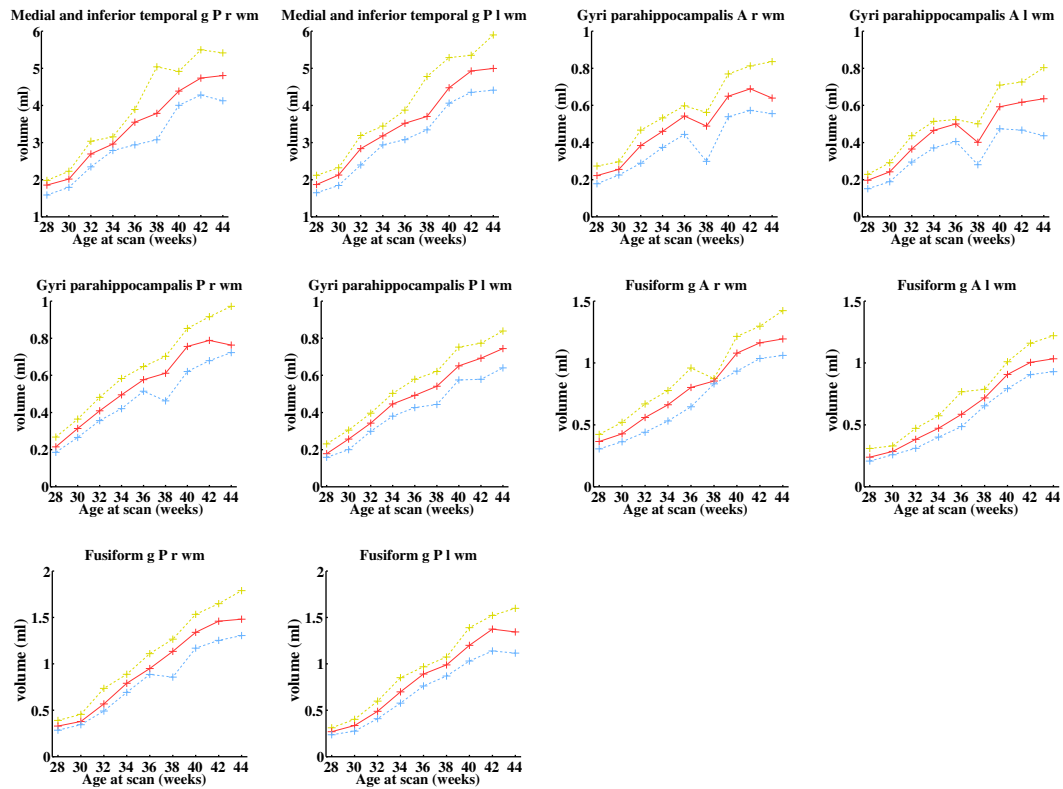 Medial and inferior temporal g P r wm
Medial and inferior temporal g P l wm
Gyri parahippocampalis A r wm
Gyri parahippocampalis A l wm
volume (ml)
6
5
4
3
2
1
28 30 32 34 36 38 40 42 44
Age at scan (weeks)
volume (ml)
6
5
4
3
2
1
28 30 32 34 36 38 40 42 44
Age at scan (weeks)
volume (ml)
1
0.8
0.6
0.4
0.2
0
28 30 32 34 36 38 40 42 44
Age at scan (weeks)
volume (ml)
1
0.8
0.6
0.4
0.2
0
28 30 32 34 36 38 40 42 44
Age at scan (weeks)
Gyri parahippocampalis P r wm
Gyri parahippocampalis P l wm
Fusiform g A r wm
Fusiform g A l wm
volume (ml)
1
0.8
0.6
0.4
0.2
0
28 30 32 34 36 38 40 42 44
Age at scan (weeks)
volume (ml)
1
0.8
0.6
0.4
0.2
0
28 30 32 34 36 38 40 42 44
Age at scan (weeks)
volume (ml)
1.5
1
0.5
0
28 30 32 34 36 38 40 42 44
Age at scan (weeks)
volume (ml)
1.5
1
0.5
0
28 30 32 34 36 38 40 42 44
Age at scan (weeks)
Fusiform g P r wm
Fusiform g P l wm
volume (ml)
2
1.5
1
0.5
0
28 30 32 34 36 38 40 42 44
Age at scan (weeks)
volume (ml)
2
1.5
1
0.5
0
28 30 32 34 36 38 40 42 44
Age at scan (weeks)